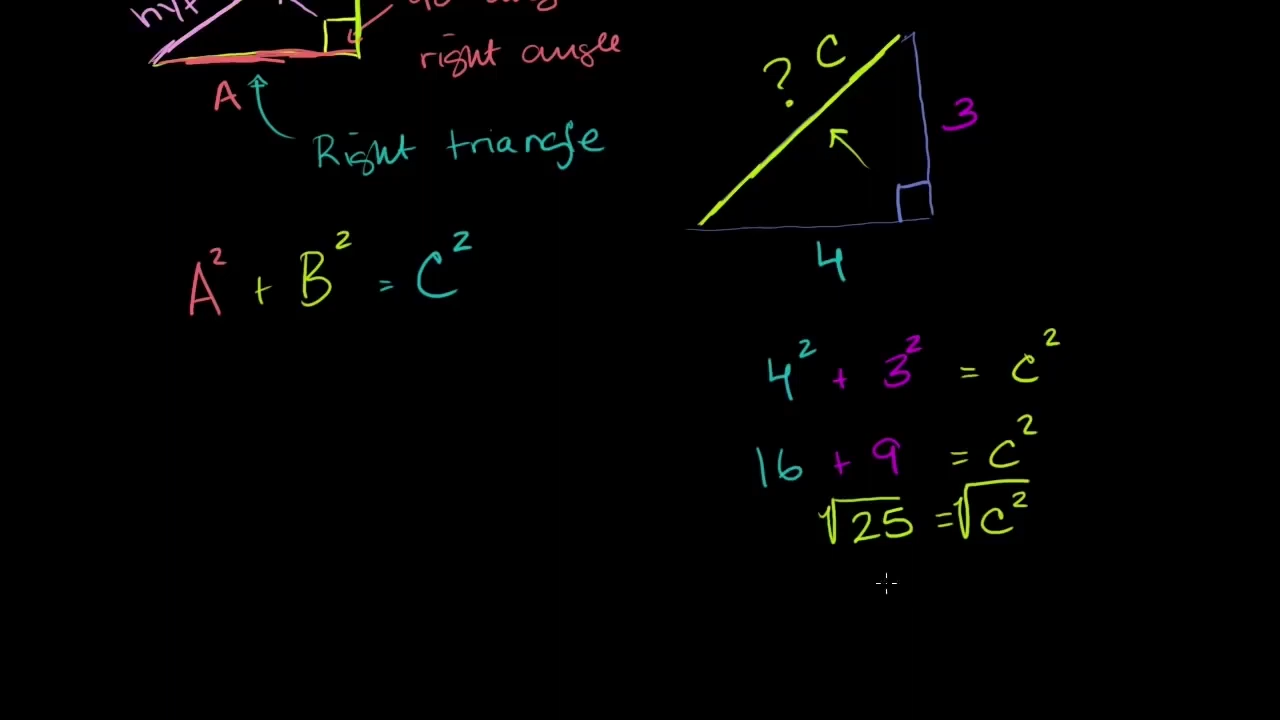 right angle
A
Right triangle
A² + B² = C²
? C
3
4
4² + 3² = c²
16 + 9 = c²
√25 = √c²